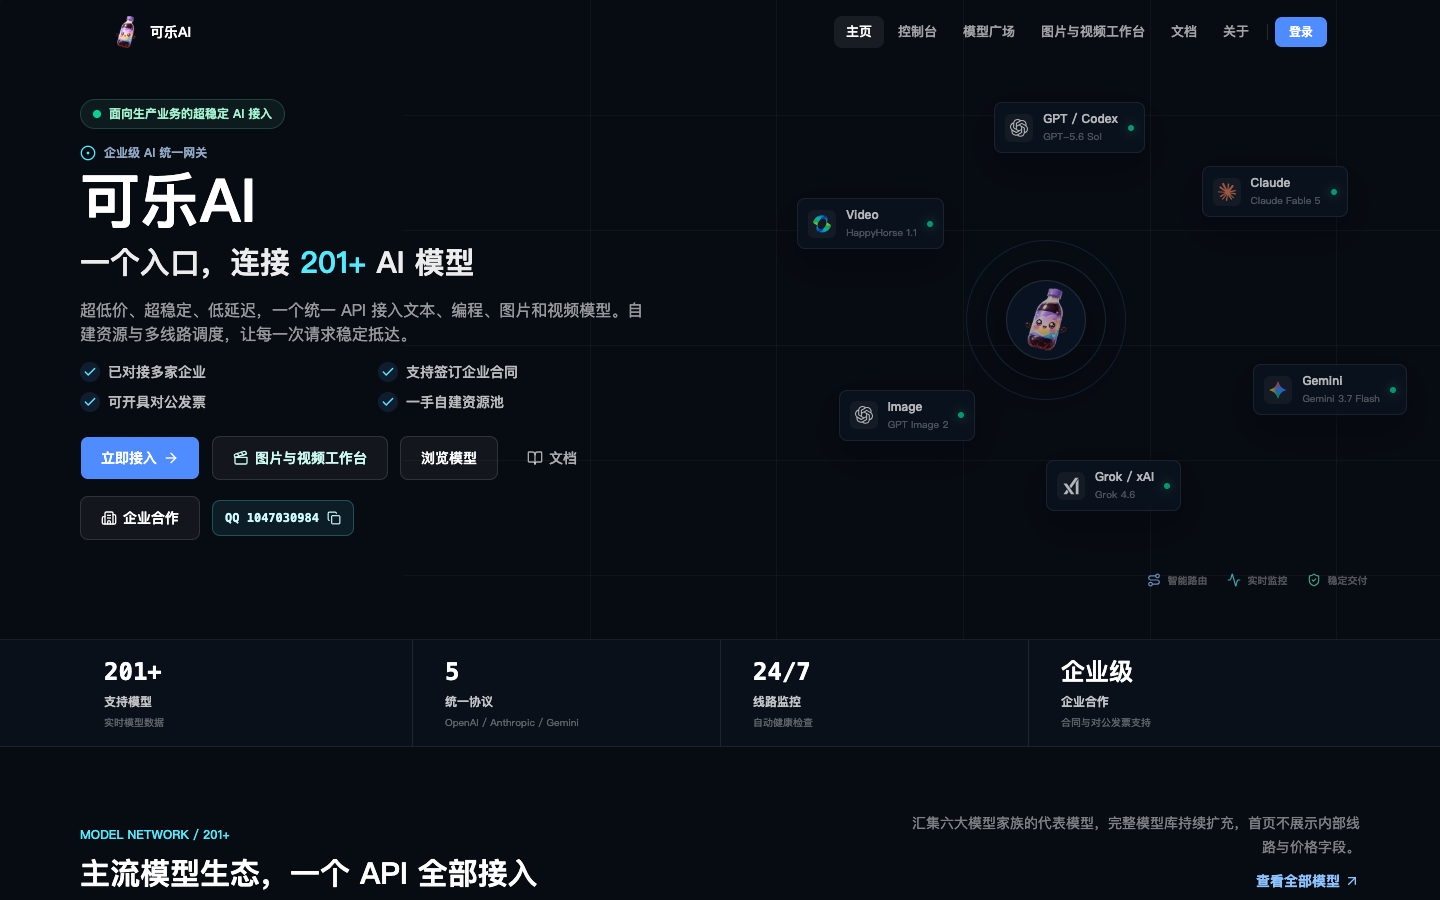 可乐AI
主页
控制台
模型广场
图片与视频工作台
文档
关于
登录
面向生产业务的超稳定 AI 接入
企业级 AI 统一网关
可乐AI
一个入口，连接 201+ AI 模型
超低价、超稳定、低延迟，一个统一 API 接入文本、编程、图片和视频模型。自
建资源与多线路调度，让每一次请求稳定抵达。
已对接多家企业
支持签订企业合同
可开具对公发票
一手自建资源池
立即接入
图片与视频工作台
浏览模型
文档
企业合作
QQ 1047030984
GPT / Codex
GPT-5.6 Sol
Claude
Claude Fable 5
Video
HappyHorse 1.1
Gemini
Gemini 3.7 Flash
Image
GPT Image 2
Grok / xAI
Grok 4.6
智能路由
实时监控
稳定交付
201+
支持模型
实时模型数据
5
统一协议
OpenAI / Anthropic / Gemini
24/7
线路监控
自动健康检查
企业级
企业合作
合同与对公发票支持
MODEL NETWORK / 201+
主流模型生态，一个 API 全部接入
汇集六大模型家族的代表模型，完整模型库持续扩充，首页不展示内部线
路与价格字段。
查看全部模型